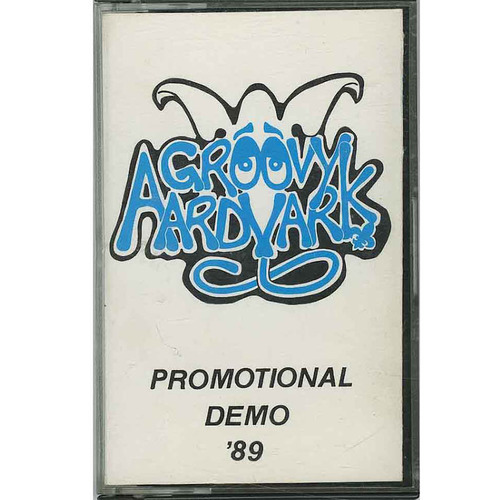 GROOVY
AARDVARK
PROMOTIONAL
DEMO
'89